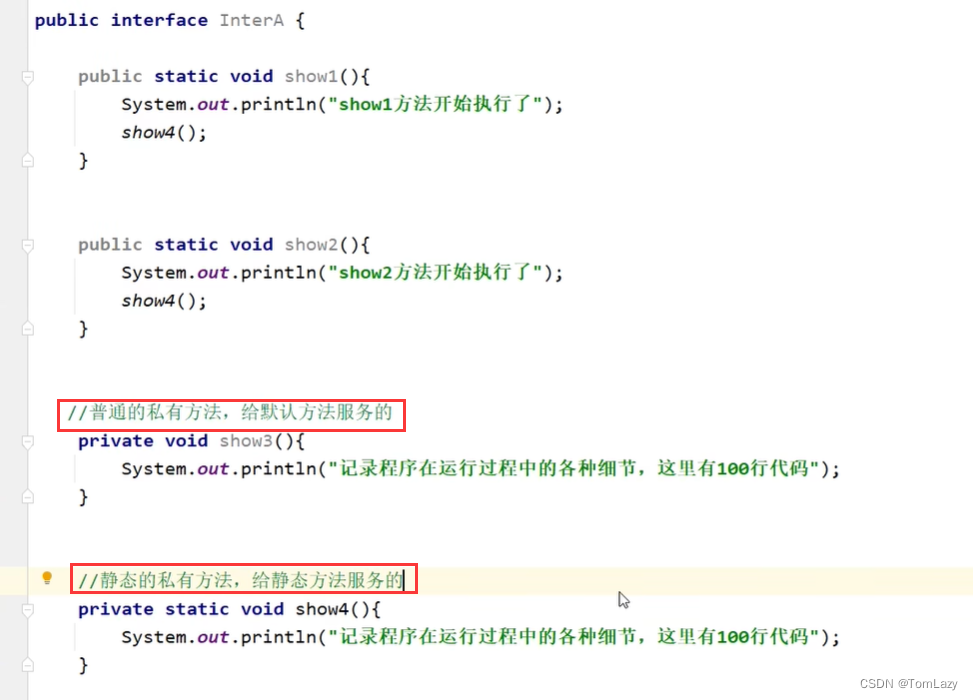 public interface InterA {
public static void show1(){
System.out.println("show1方法开始执行了");
show4();
}
public static void show2(){
System.out.println("show2方法开始执行了");
show4();
}
//普通的私有方法，给默认方法服务的
private void show3(){
System.out.println("记录程序在运行过程中的各种细节，这里有100行代码");
}
//静态的私有方法，给静态方法服务的
private static void show4(){
System.out.println("记录程序在运行过程中的各种细节，这里有100行代码");
}
CSDN @TomLazy